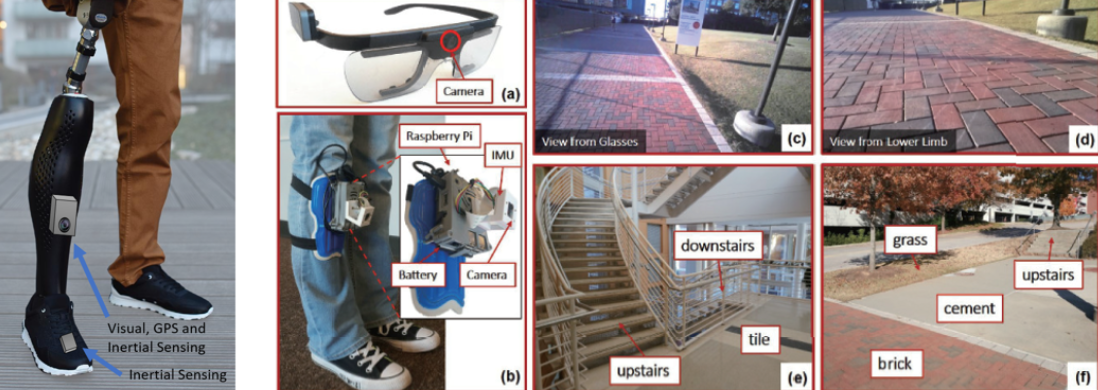 Visual, GPS and
Inertial Sensing
Inertial Sensing
Camera
(a)
Raspberry Pi
IMU
Battery
Camera
(b)
View from Glasses
(c)
View from Lower Limb
(d)
downstairs
tile
upstairs
(e)
grass
upstairs
cement
brick
(f)